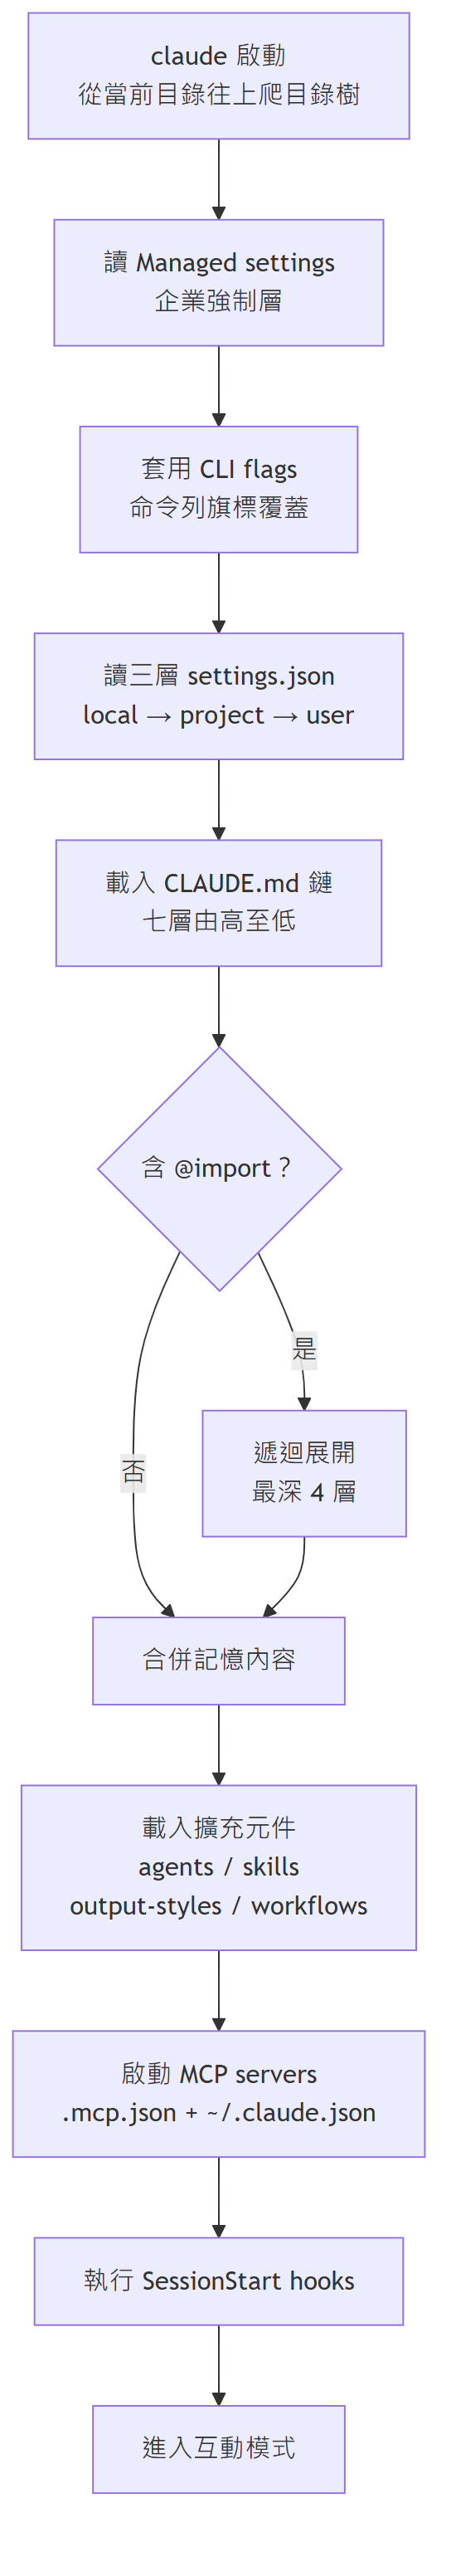 claude 啟動
從當前目錄往上爬目錄樹
讀 Managed settings
企業強制層
套用 CLI flags
命令列旗標覆蓋
讀三層 settings.json
local → project → user
載入 CLAUDE.md 鏈
七層由高至低
含 @import？
是
遞迴展開
最深 4 層
否
合併記憶內容
載入擴充元件
agents / skills
output-styles / workflows
啟動 MCP servers
.mcp.json + ~/.claude.json
執行 SessionStart hooks
進入互動模式